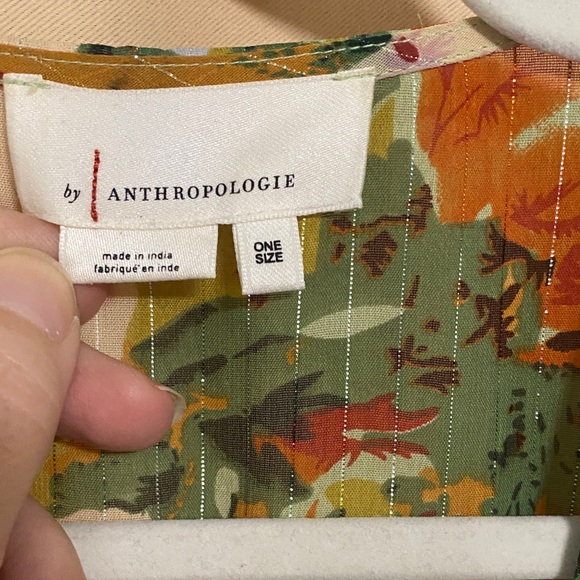 by ANTHROPOLOGIE
made in india
fabriqué en inde
ONE
SIZE